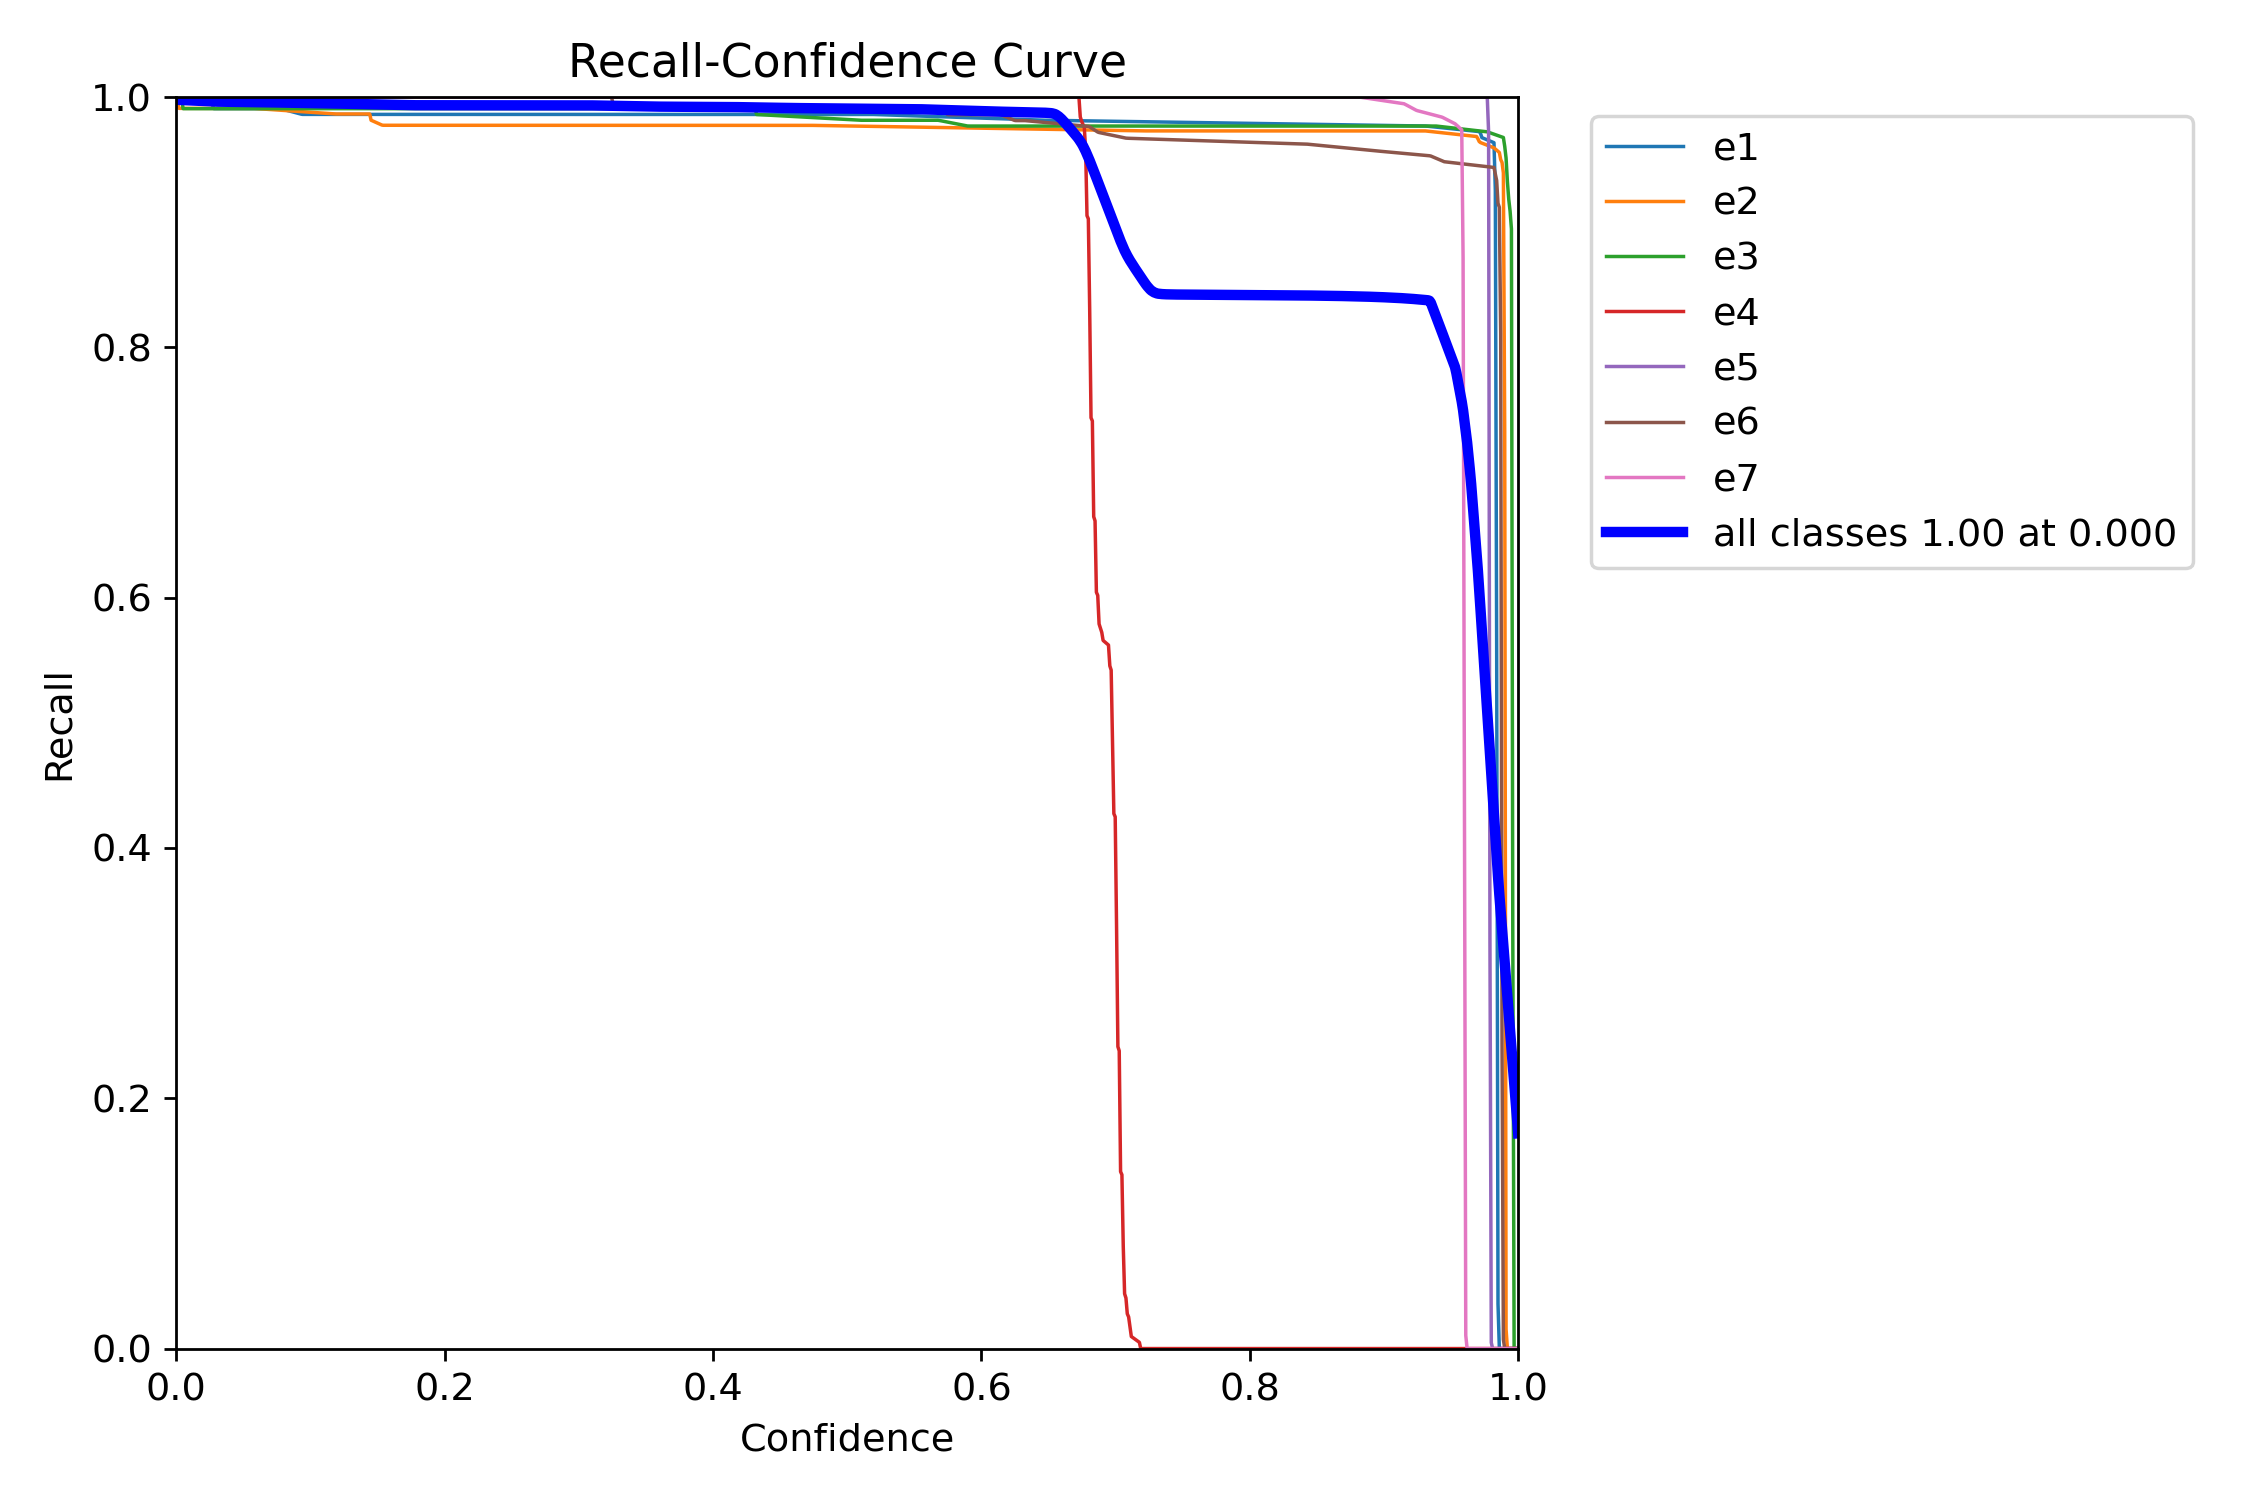 Recall-Confidence Curve
1.0
0.8
0.6
0.4
0.2
0.0
Recall
0.0 0.2 0.4 0.6 0.8 1.0
Confidence
e1
e2
e3
e4
e5
e6
e7
all classes 1.00 at 0.000